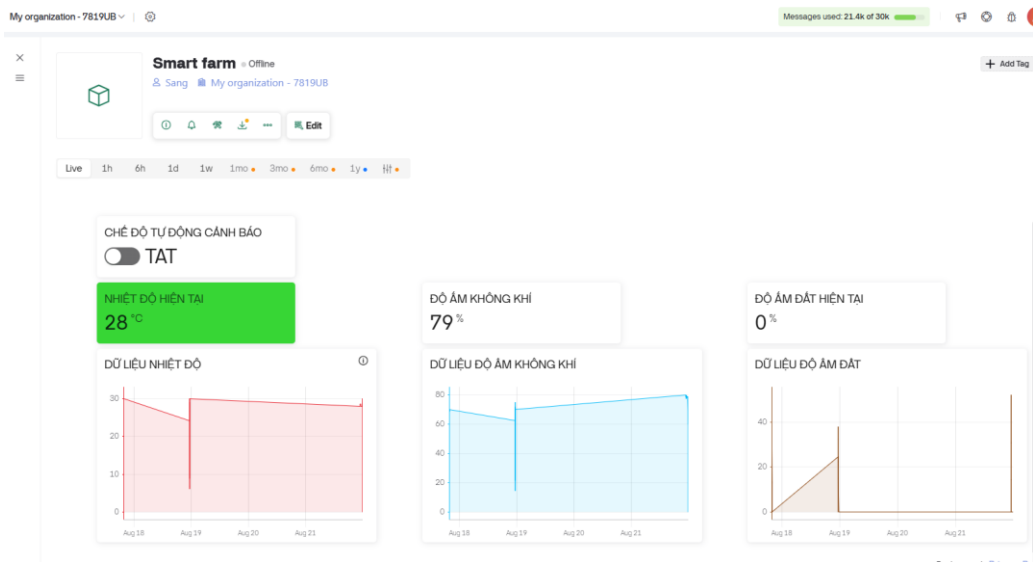 My organization - 7819UB
Messages used: 21.4k of 30k
Smart farm Offline
Sang My organization - 7819UB
Add Tag
Edit
Live 1h 6h 1d 1w 1mo 3mo 6mo 1y
CHẾ ĐỘ TỰ ĐỘNG CẢNH BÁO
TAT
NHIỆT ĐỘ HIỆN TẠI
28 °C
ĐỘ ẨM KHÔNG KHÍ
79 %
ĐỘ ẨM ĐẤT HIỆN TẠI
0 %
DỮ LIỆU NHIỆT ĐỘ
30
20
10
0
Aug 18 Aug 19 Aug 20 Aug 21
DỮ LIỆU ĐỘ ẨM KHÔNG KHÍ
80
60
40
20
0
Aug 18 Aug 19 Aug 20 Aug 21
DỮ LIỆU ĐỘ ẨM ĐẤT
40
20
0
Aug 18 Aug 19 Aug 20 Aug 21